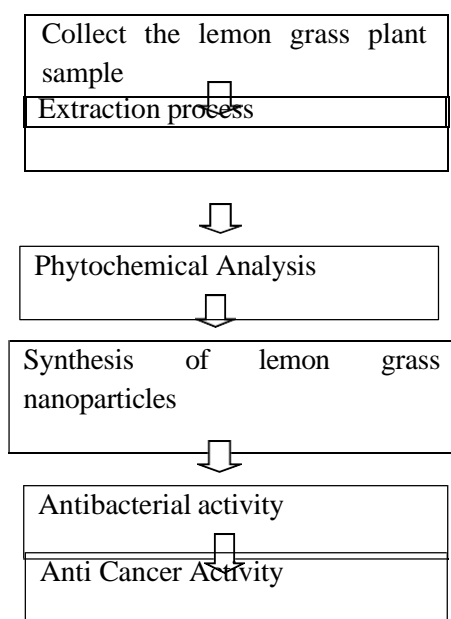 Collect the lemon grass plant
sample
Extraction process
Phytochemical Analysis
Synthesis of lemon grass
nanoparticles
Antibacterial activity
Anti Cancer Activity